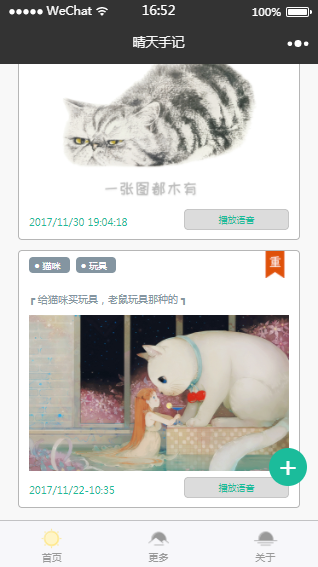 WeChat 16:52 100%
晴天手记
一张图都木有
2017/11/30 19:04:18 播放语音
猫咪 玩具 重
┏ 给猫咪买玩具，老鼠玩具那种的 ┓
2017/11/22-10:35 播放语音
首页 更多 关于